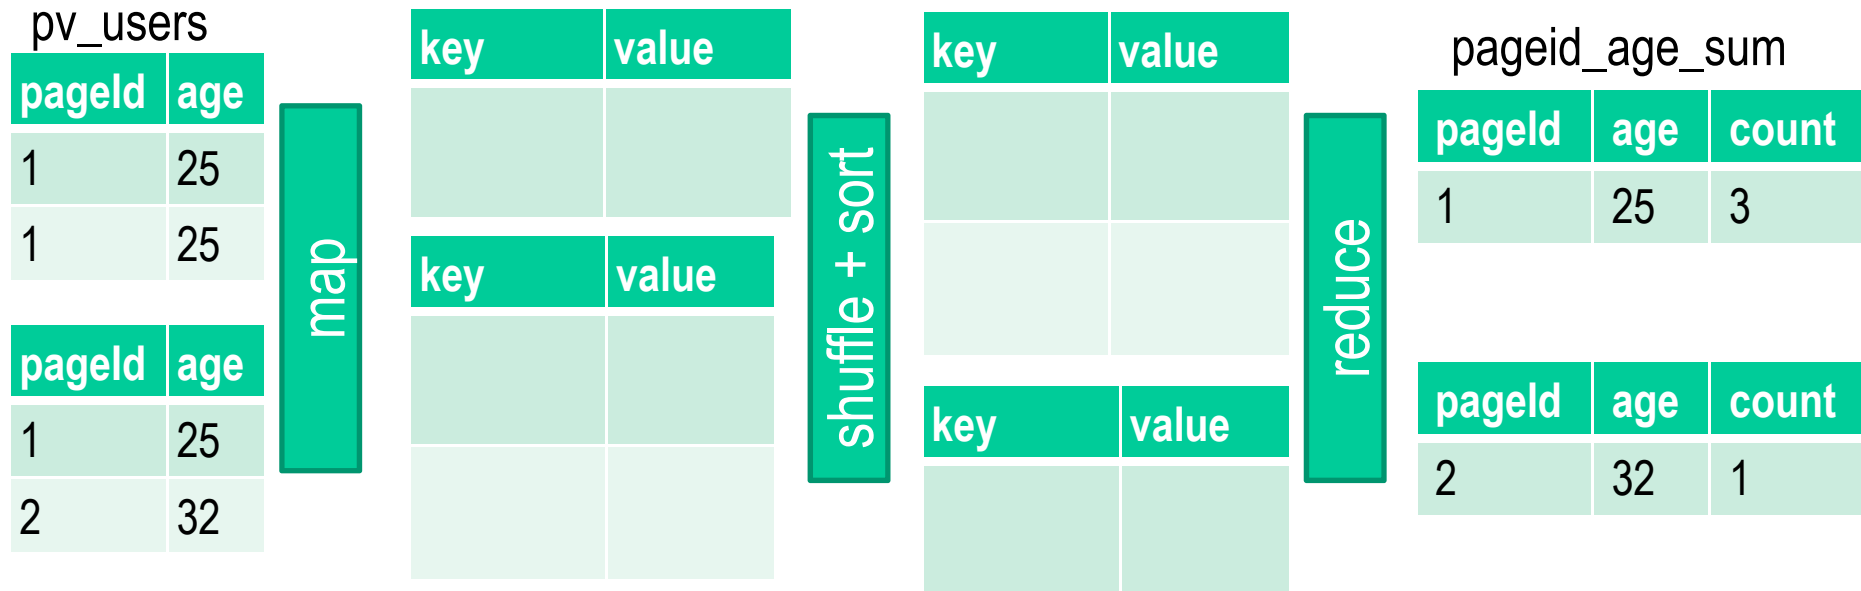 pv_users
pageId age
1 25
1 25
pageId age
1 25
2 32
map
key value
key value
shuffle + sort
key value
key value
reduce
pageid_age_sum
pageId age count
1 25 3
pageId age count
2 32 1